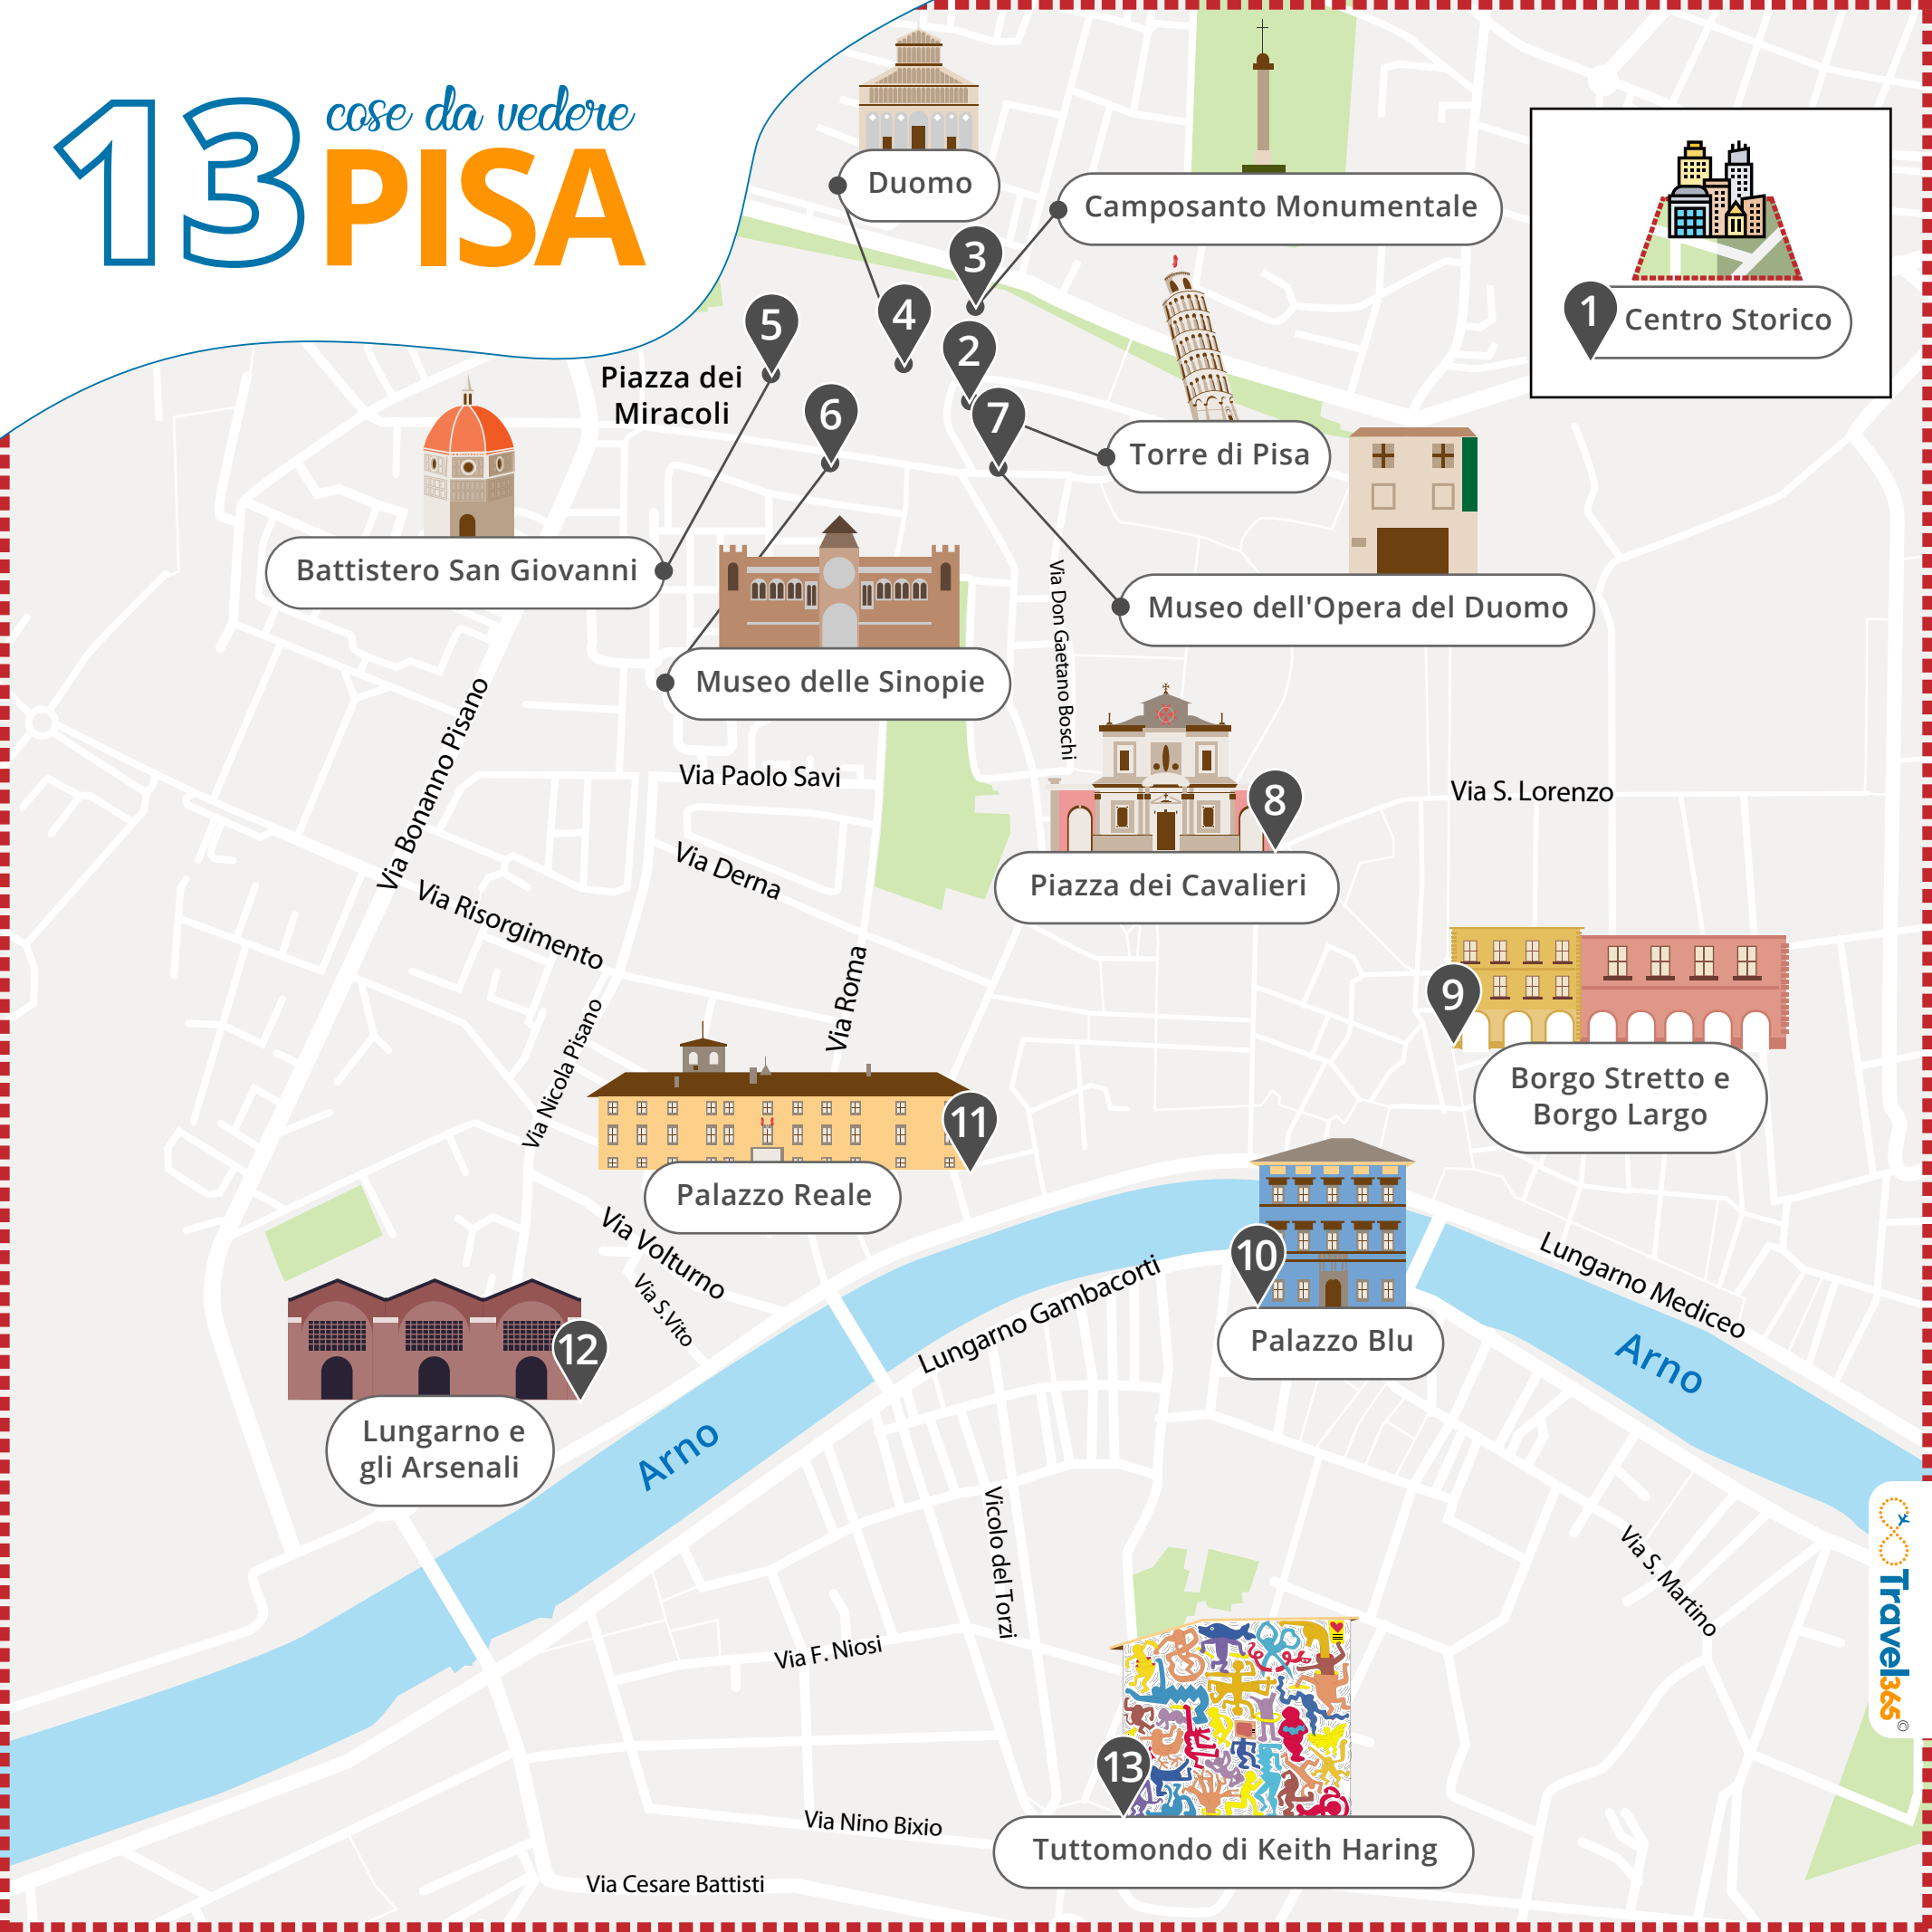 13 cose da vedere
PISA
Duomo
Camposanto Monumentale
1 Centro Storico
3
4
5
2
Piazza dei
Miracoli
6
7
Torre di Pisa
Battistero San Giovanni
Museo dell'Opera del Duomo
Museo delle Sinopie
Via Don Gaetano Boschi
Via Bonanno Pisano
Via Paolo Savi
8
Via S. Lorenzo
Via Derna
Piazza dei Cavalieri
Via Risorgimento
Via Roma
9
Via Nicola Pisano
Borgo Stretto e
Borgo Largo
11
Palazzo Reale
Via Volturno
Via S.Vito
10
Lungarno Gambacorti
Lungarno Mediceo
Palazzo Blu
Arno
12
Lungarno e
gli Arsenali
Arno
Vicolo del Torzi
Via S. Martino
Travel365©
Via F. Niosi
13
Via Nino Bixio
Tuttomondo di Keith Haring
Via Cesare Battisti